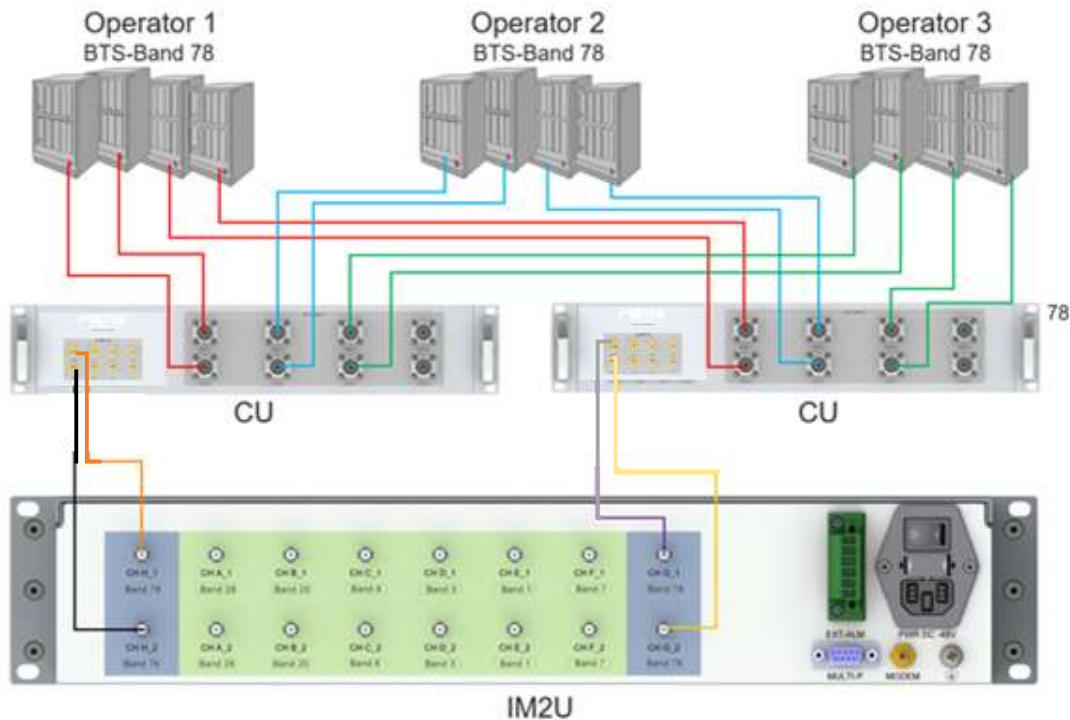 Operator 1
BTS-Band 78
Operator 2
BTS-Band 78
Operator 3
BTS-Band 78
78
CU
CU
CH H_1
CH A_1
CH B_1
CH C_1
CH D_1
CH E_1
CH F_1
CH G_1
Band 78
Band 28
Band 20
Band 8
Band 3
Band 1
Band 7
Band 78
CH H_2
CH A_2
CH B_2
CH C_2
CH D_2
CH E_2
CH F_2
CH G_2
Band 78
Band 28
Band 20
Band 8
Band 3
Band 1
Band 7
Band 78
EXT-ALM
PWR DC -48V
MULTI-P
MODEM
IM2U